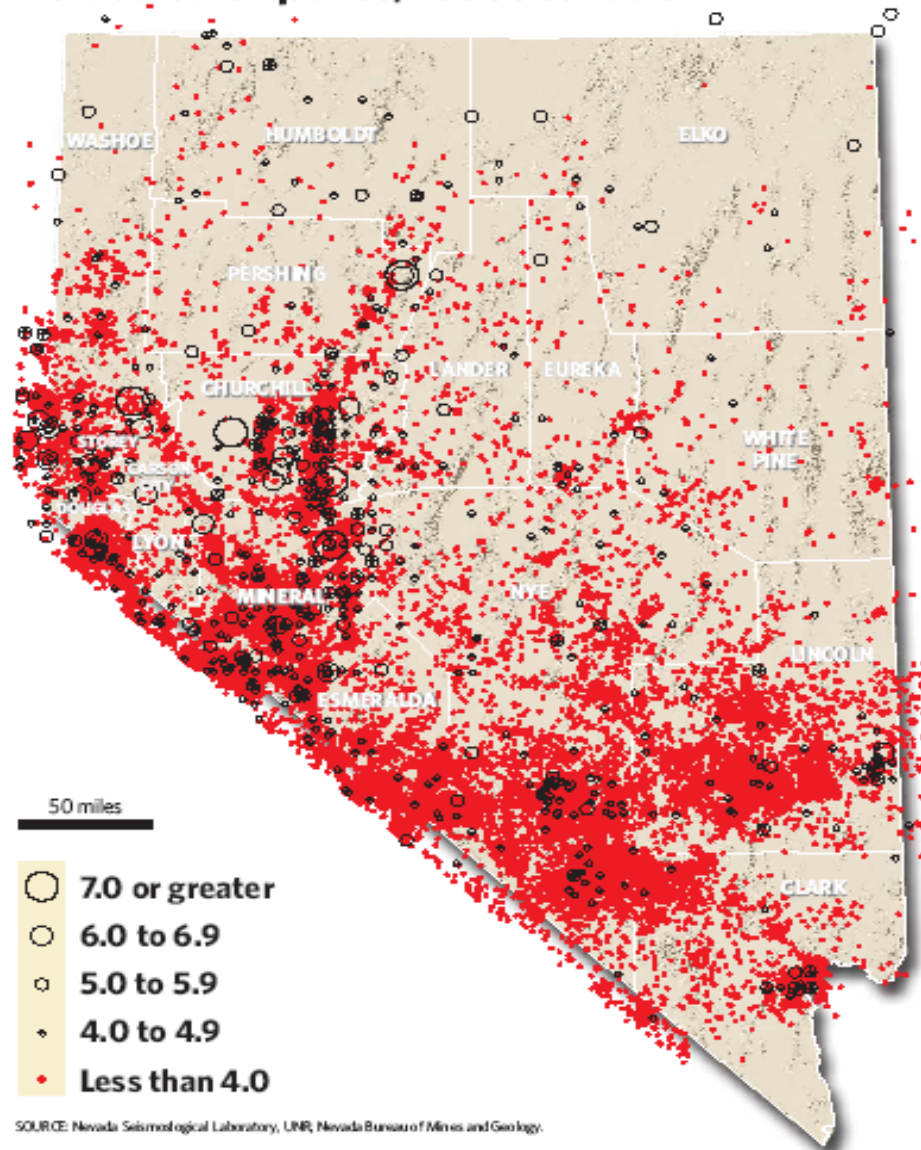 WASHOE
HUMBOLDT
ELKO
PERSHING
LANDER
EUREKA
CHURCHILL
WHITE
PINE
STOREY
CARSON
CITY
DOUGLAS
LYON
MINERAL
NYE
LINCOLN
ESMERALDA
50 miles
CLARK
7.0 or greater
6.0 to 6.9
5.0 to 5.9
4.0 to 4.9
Less than 4.0
SOURCE: Nevada Seismological Laboratory, UNR, Nevada Bureau of Mines and Geology.